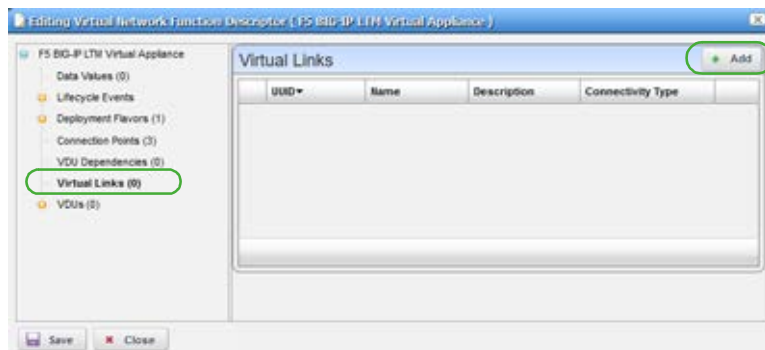 Editing Virtual Network Function Descriptor ( F5 BIG-IP LTM Virtual Appliance )
F5 BIG-IP LTM Virtual Appliance
Data Values (0)
Lifecycle Events
Deployment Flavors (1)
Connection Points (3)
VDU Dependencies (0)
Virtual Links (0)
VDUs (0)
Virtual Links
Add
UUID Name Description Connectivity Type
Save Close